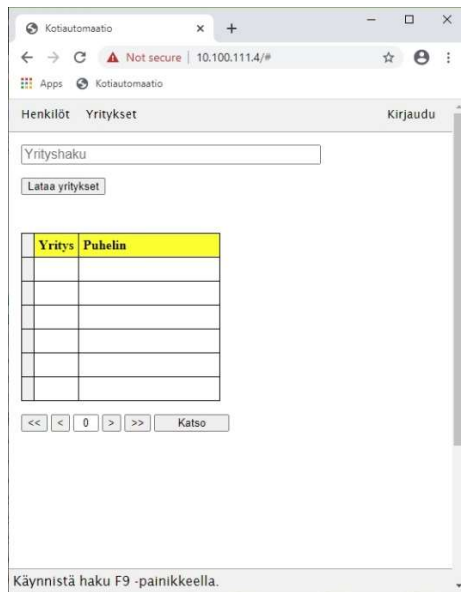 Kotiautomaatio
Not secure | 10.100.111.4/#
Apps Kotiautomaatio
Henkilöt Yritykset Kirjaudu
Yrityshaku
Lataa yritykset
Yritys Puhelin
<< < 0 > >> Katso
Käynnistä haku F9 -painikkeella.